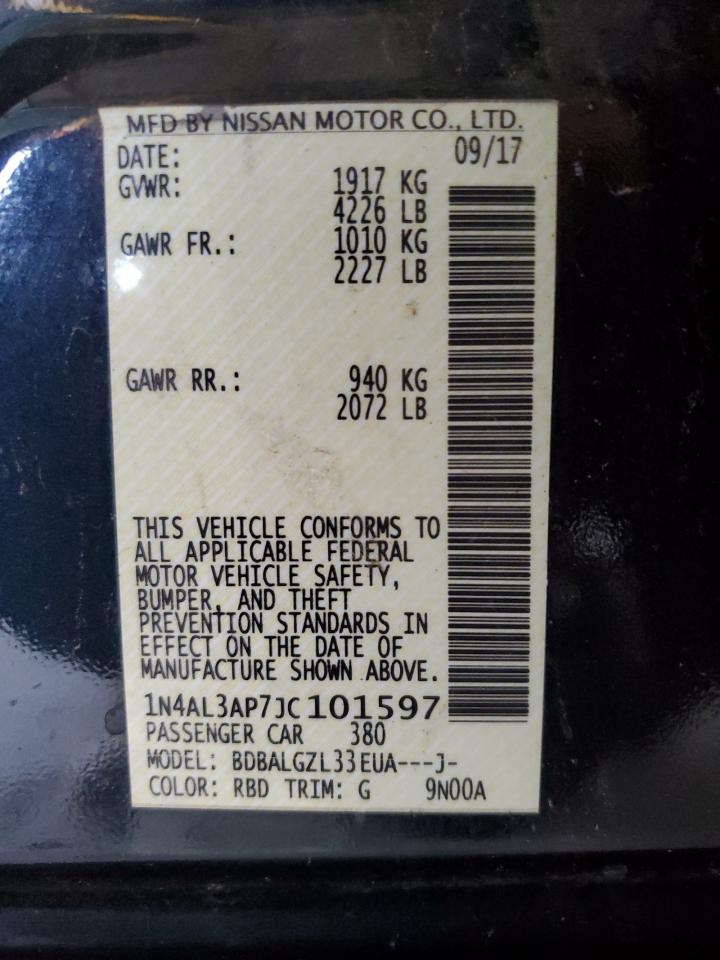 MFD BY NISSAN MOTOR CO., LTD.
DATE: 09/17
GVWR: 1917 KG
4226 LB
GAWR FR.: 1010 KG
2227 LB
GAWR RR.: 940 KG
2072 LB
THIS VEHICLE CONFORMS TO
ALL APPLICABLE FEDERAL
MOTOR VEHICLE SAFETY,
BUMPER, AND THEFT
PREVENTION STANDARDS IN
EFFECT ON THE DATE OF
MANUFACTURE SHOWN ABOVE.
1N4AL3AP7JC101597
PASSENGER CAR 380
MODEL: BDBALGZL33EUA---J-
COLOR: RBD TRIM: G 9N00A